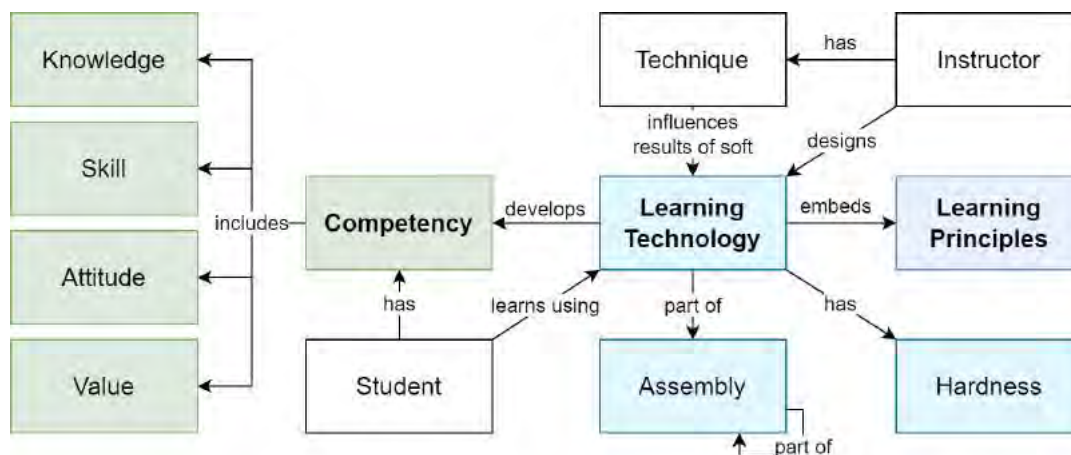 Knowledge
Technique
has
Instructor
influences
results of soft
designs
Skill
includes
Competency
develops
Learning
Technology
embeds
Learning
Principles
Attitude
has
learns using
part of
has
Value
Student
Assembly
Hardness
part of